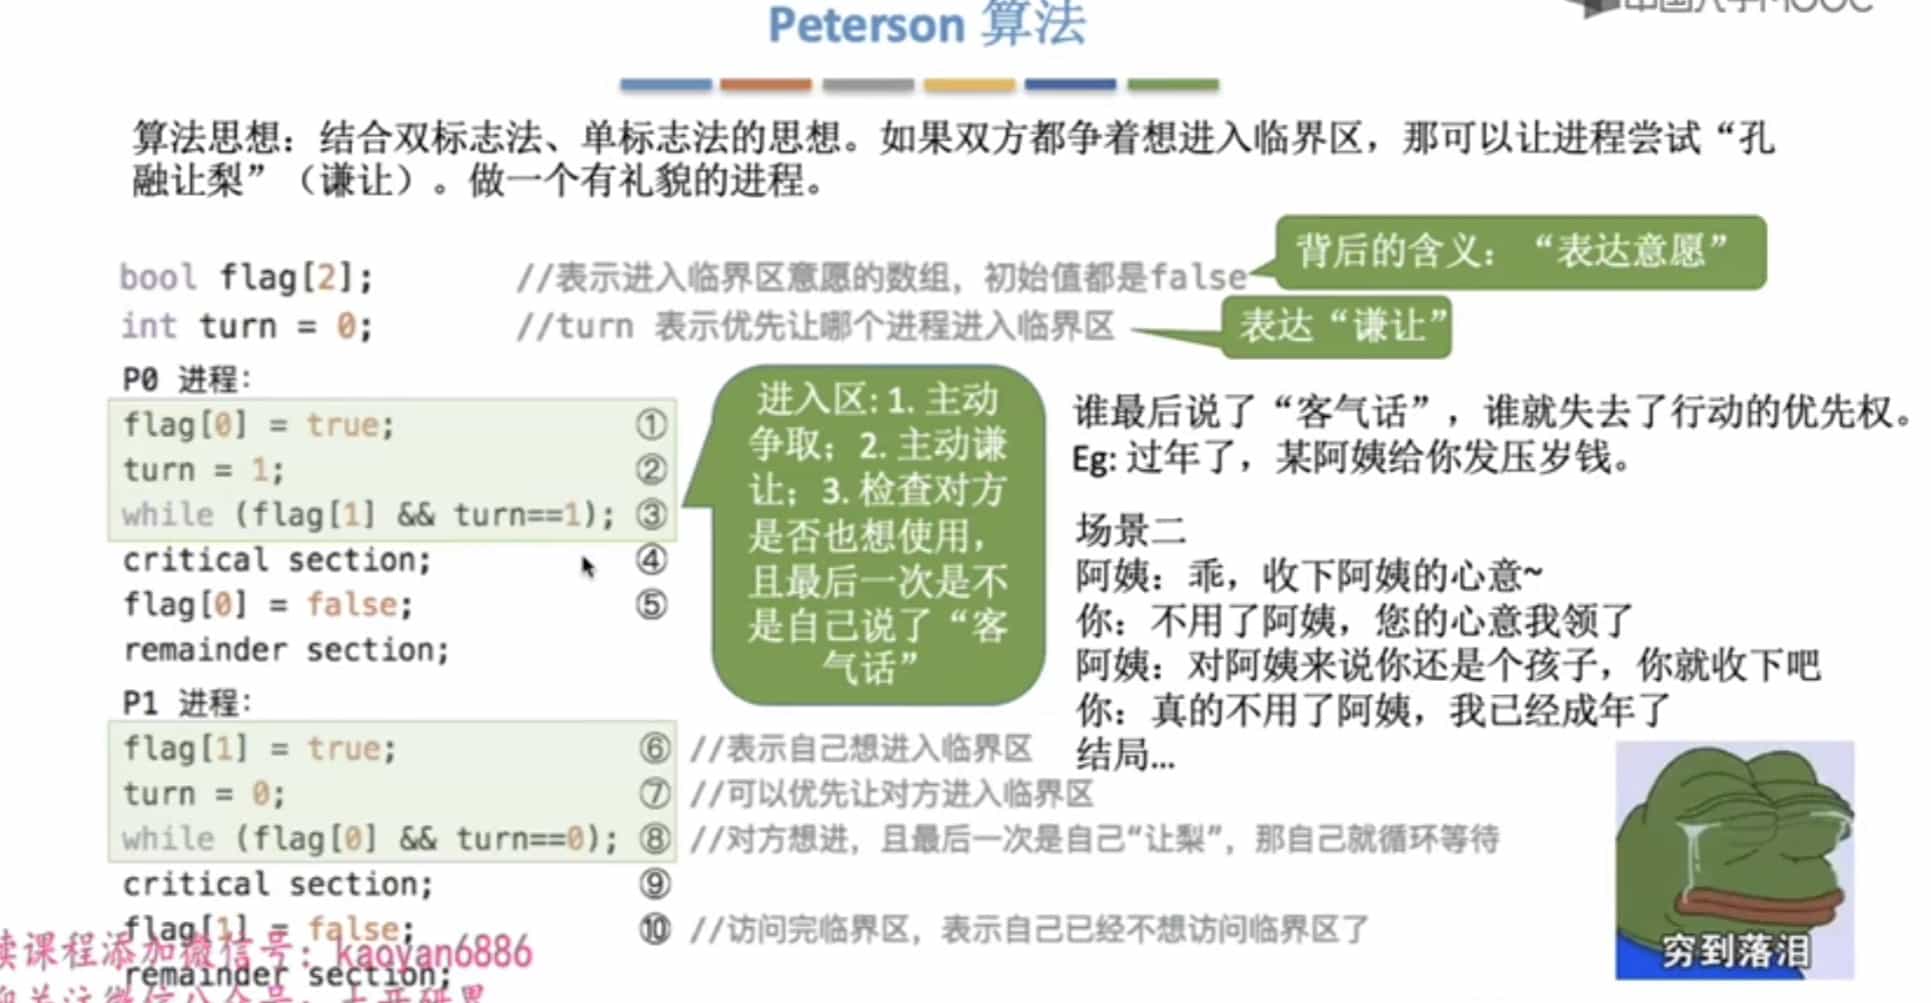 中国大学MOOC
Peterson 算法
算法思想：结合双标志法、单标志法的思想。如果双方都争着想进入临界区，那可以让进程尝试“孔
融让梨”（谦让）。做一个有礼貌的进程。
背后的含义：“表达意愿”
bool flag[2]; //表示进入临界区意愿的数组，初始值都是false
int turn = 0; //turn 表示优先让哪个进程进入临界区
表达“谦让”
P0 进程：
flag[0] = true; ①
turn = 1; ②
while (flag[1] && turn==1); ③
critical section; ④
flag[0] = false; ⑤
remainder section;
进入区: 1. 主动
争取；2. 主动谦
让；3. 检查对方
是否也想使用，
且最后一次是不
是自己说了“客
气话”
谁最后说了“客气话”，谁就失去了行动的优先权。
Eg: 过年了，某阿姨给你发压岁钱。
场景二
阿姨：乖，收下阿姨的心意~
你：不用了阿姨，您的心意我领了
阿姨：对阿姨来说你还是个孩子，你就收下吧
你：真的不用了阿姨，我已经成年了
结局...
P1 进程：
flag[1] = true; ⑥ //表示自己想进入临界区
turn = 0; ⑦ //可以优先让对方进入临界区
while (flag[0] && turn==0); ⑧ //对方想进，且最后一次是自己“让梨”，那自己就循环等待
critical section; ⑨
flag[1] = false; ⑩ //访问完临界区，表示自己已经不想访问临界区了
remainder section;
课程添加微信号：kaoyan6886
穷到落泪